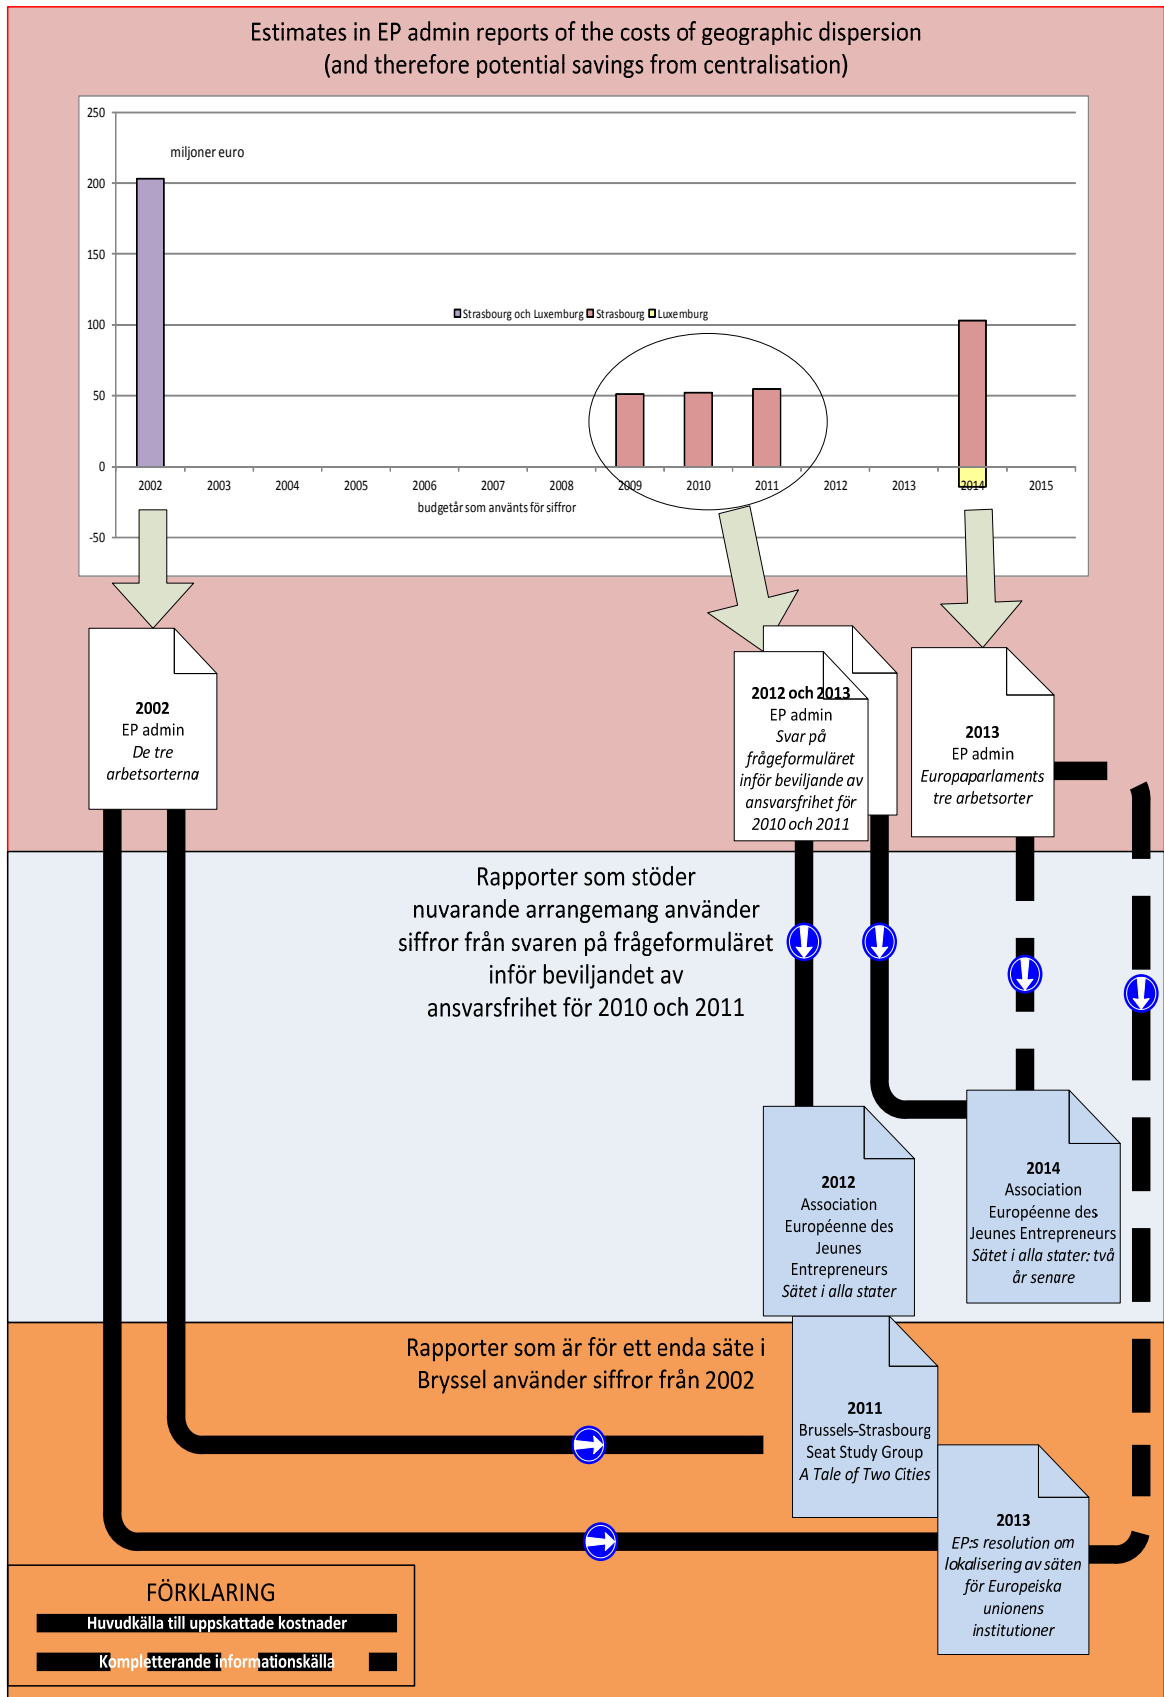 Estimates in EP admin reports of the costs of geographic dispersion
(and therefore potential savings from centralisation)
250
miljoner euro
200
150
Strasbourg och Luxemburg Strasbourg Luxemburg
100
50
0
2002 2003 2004 2005 2006 2007 2008 2009 2010 2011 2012 2013 2014 2015
budgetår som använts för siffror
-50
2002
EP admin
De tre
arbetsorterna
2012 och 2013
EP admin
Svar på
frågeformuläret
inför beviljande av
ansvarsfrihet för
2010 och 2011
2013
EP admin
Europaparlaments
tre arbetsorter
Rapporter som stöder
nuvarande arrangemang använder
siffror från svaren på frågeformuläret
inför beviljandet av
ansvarsfrihet för 2010 och 2011
2012
Association
Européenne des
Jeunes
Entrepreneurs
Sätet i alla stater
2014
Association
Européenne des
Jeunes Entrepreneurs
Sätet i alla stater: två
år senare
Rapporter som är för ett enda säte i
Bryssel använder siffror från 2002
2011
Brussels-Strasbourg
Seat Study Group
A Tale of Two Cities
2013
EP:s resolution om
lokalisering av säten
för Europeiska
unionens
institutioner
FÖRKLARING
Huvudkälla till uppskattade kostnader
Kompletterande informationskälla